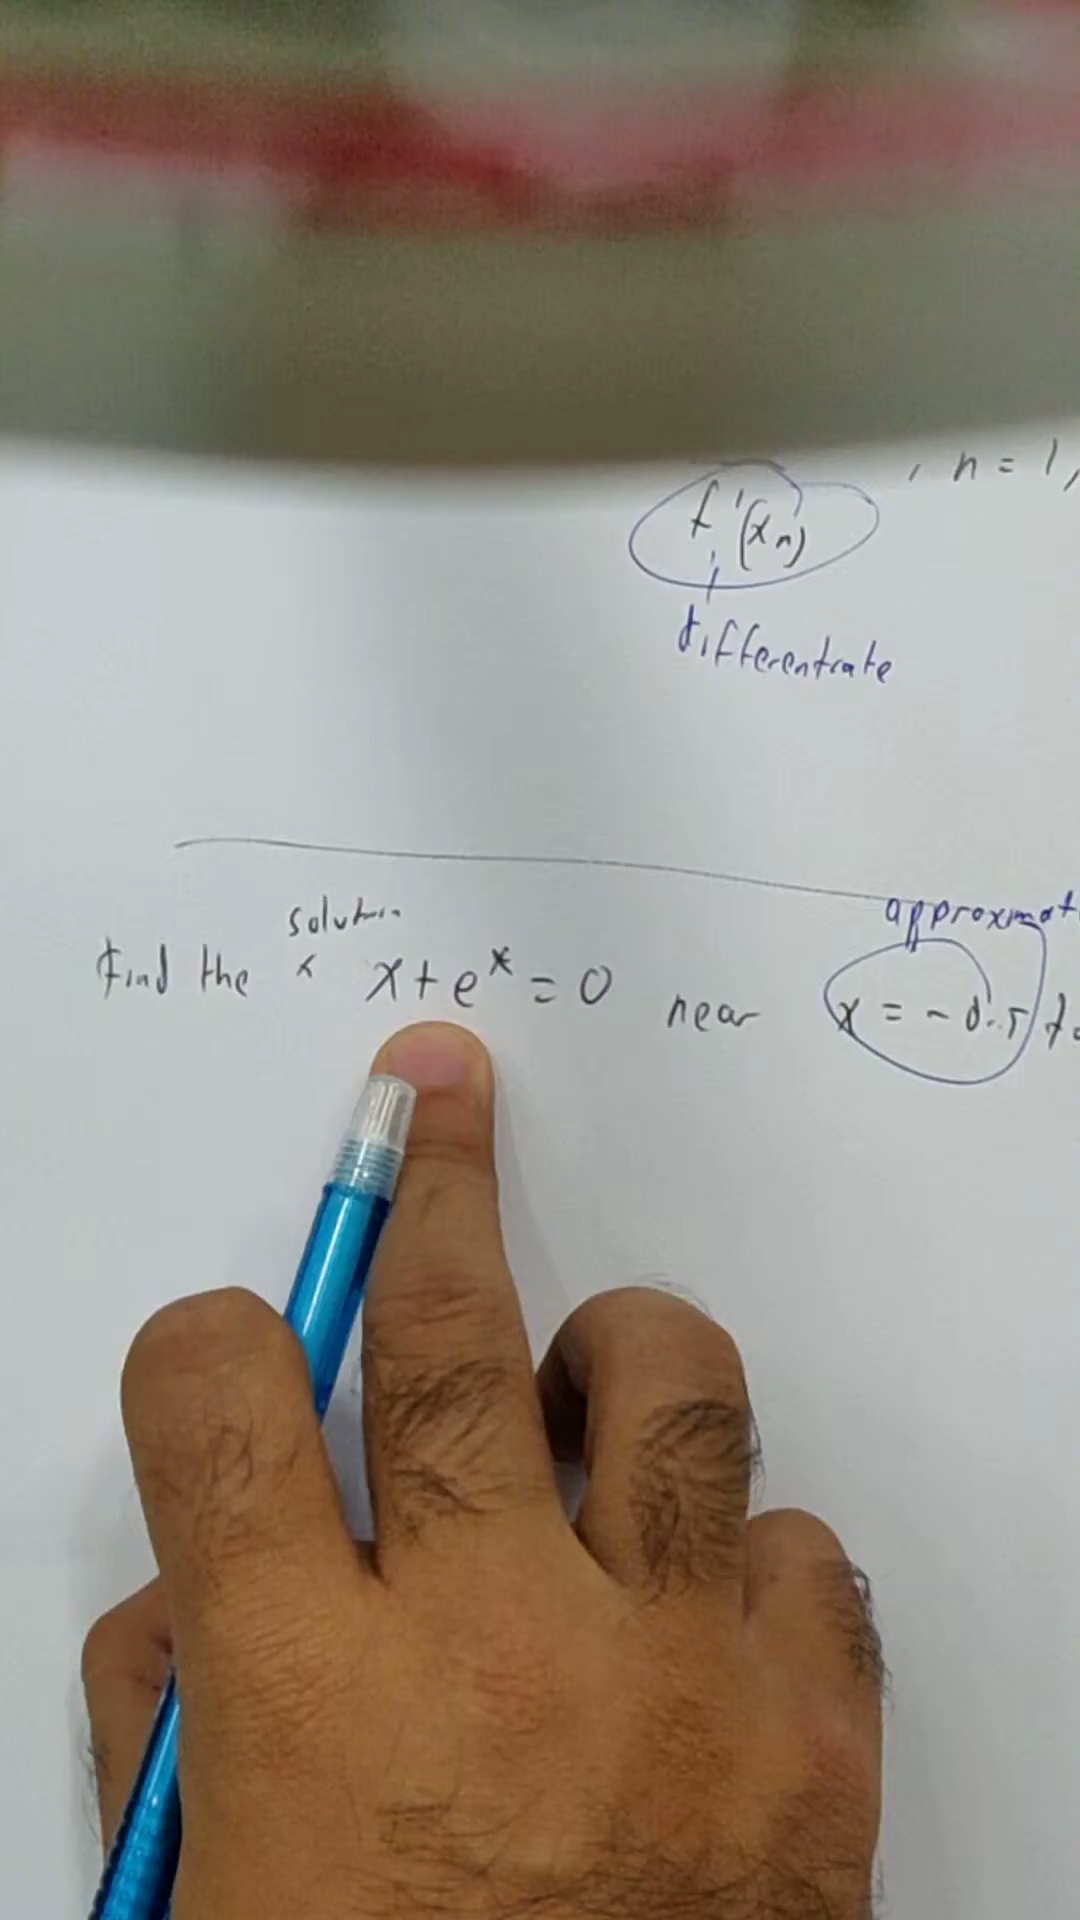 , n = 1,
f'(xn)
differentrate
solution
approximat
Find the x + e^x = 0 near x = -0.5